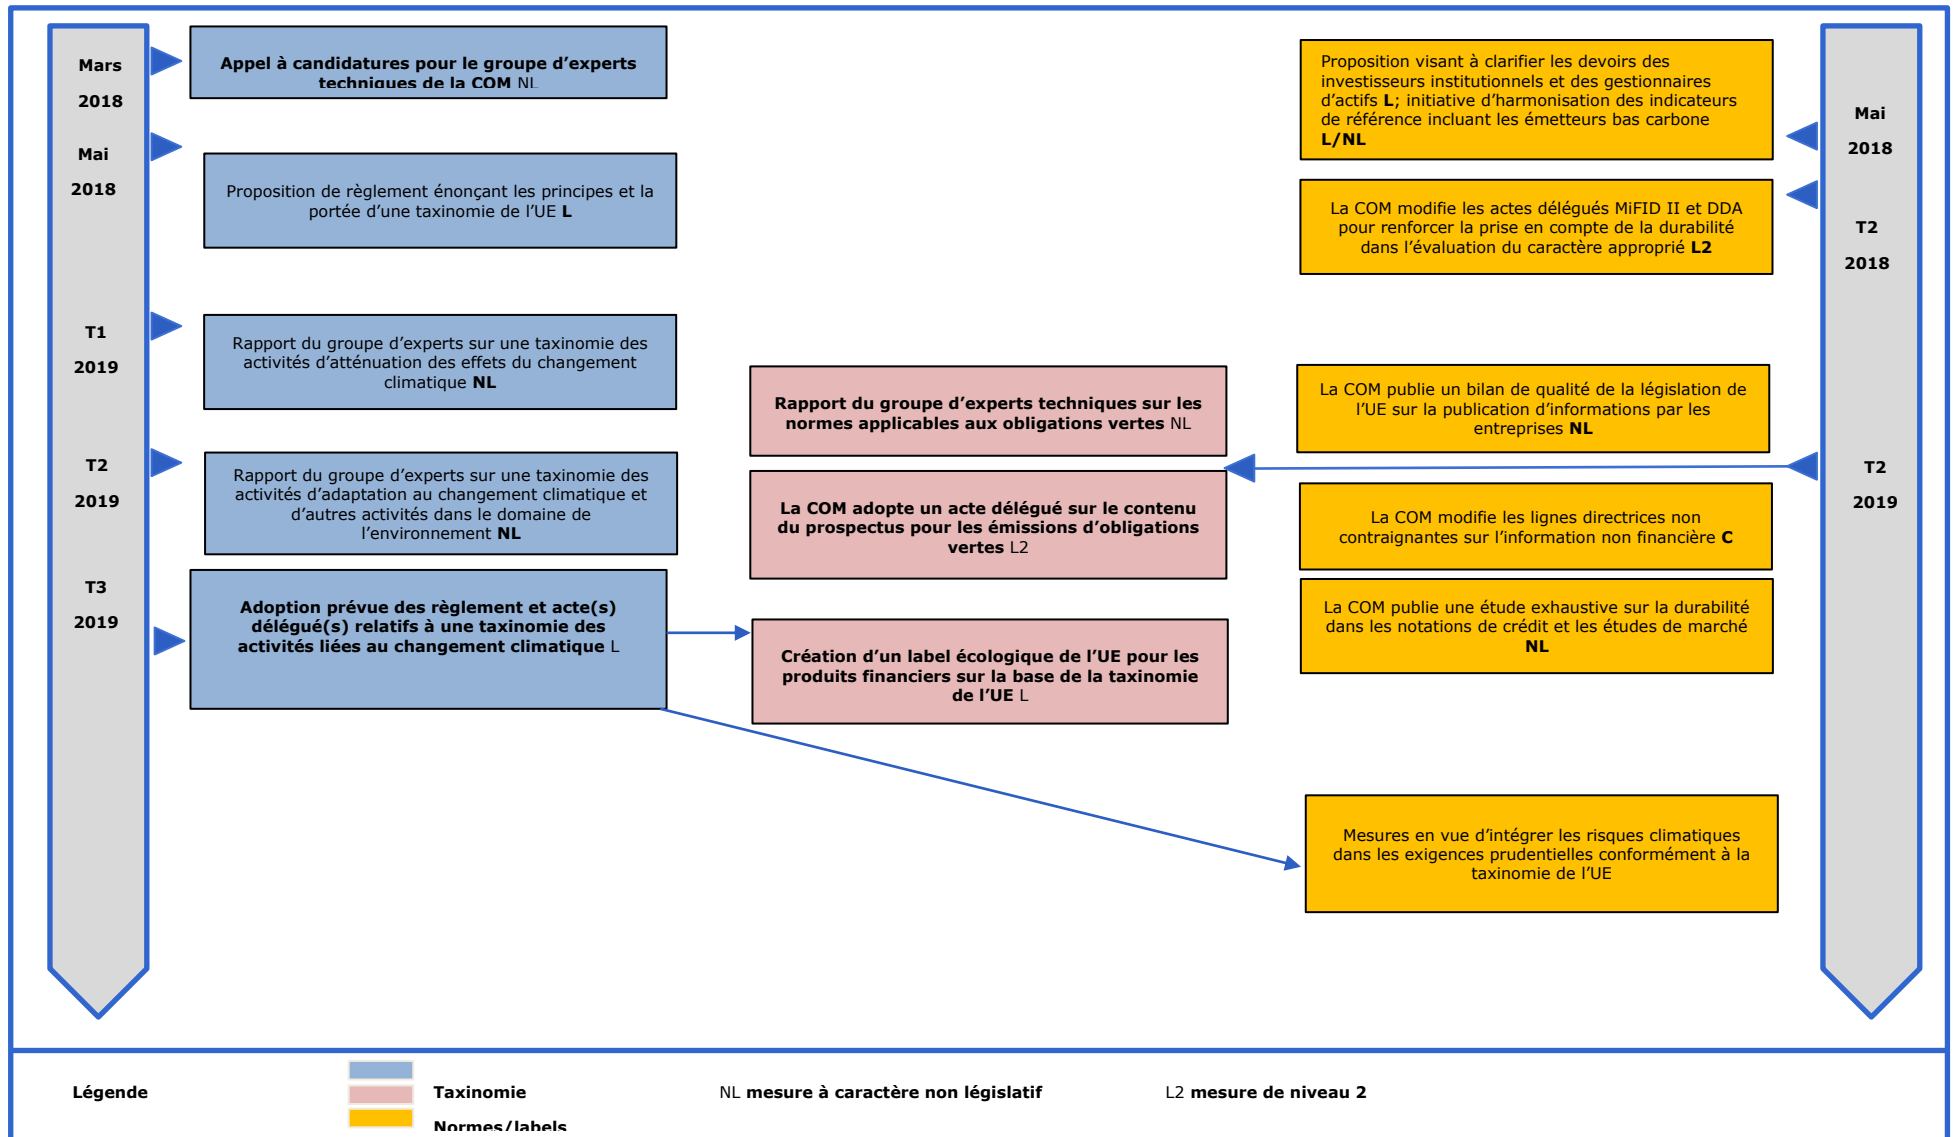 Mars
2018
Mai
2018
T1
2019
T2
2019
T3
2019
Appel à candidatures pour le groupe d’experts
techniques de la COM NL
Proposition de règlement énonçant les principes et la
portée d’une taxinomie de l’UE L
Rapport du groupe d’experts sur une taxinomie des
activités d’atténuation des effets du changement
climatique NL
Rapport du groupe d’experts sur une taxinomie des
activités d’adaptation au changement climatique et
d’autres activités dans le domaine de
l’environnement NL
Adoption prévue des règlement et acte(s)
délégué(s) relatifs à une taxinomie des
activités liées au changement climatique L
Rapport du groupe d’experts techniques sur les
normes applicables aux obligations vertes NL
La COM adopte un acte délégué sur le contenu
du prospectus pour les émissions d’obligations
vertes L2
Création d’un label écologique de l’UE pour les
produits financiers sur la base de la taxinomie
de l’UE L
Proposition visant à clarifier les devoirs des
investisseurs institutionnels et des gestionnaires
d’actifs L; initiative d’harmonisation des indicateurs
de référence incluant les émetteurs bas carbone
L/NL
La COM modifie les actes délégués MiFID II et DDA
pour renforcer la prise en compte de la durabilité
dans l’évaluation du caractère approprié L2
La COM publie un bilan de qualité de la législation de
l’UE sur la publication d’informations par les
entreprises NL
La COM modifie les lignes directrices non
contraignantes sur l’information non financière C
La COM publie une étude exhaustive sur la durabilité
dans les notations de crédit et les études de marché
NL
Mesures en vue d’intégrer les risques climatiques
dans les exigences prudentielles conformément à la
taxinomie de l’UE
Mai
2018
T2
2018
T2
2019
Légende
Taxinomie
Normes/labels
NL mesure à caractère non législatif
L2 mesure de niveau 2